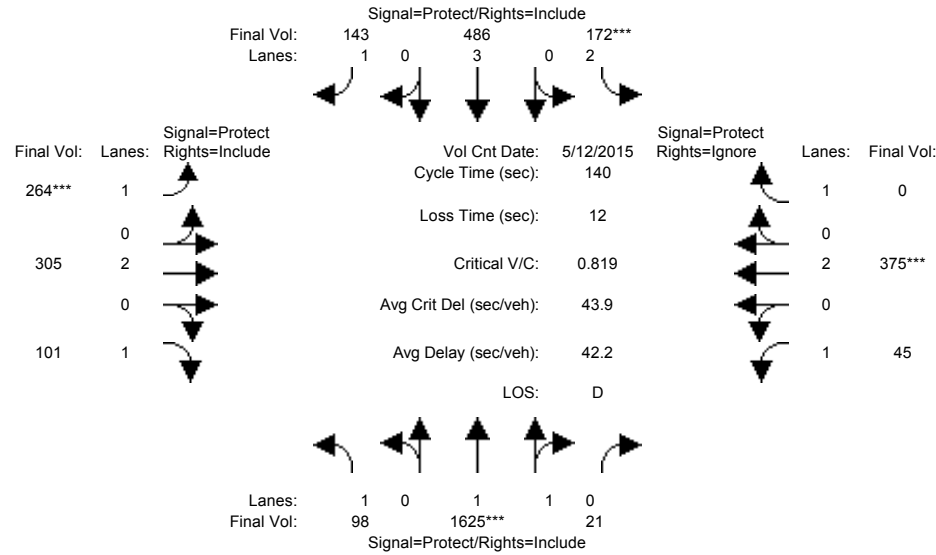 Signal=Protect/Rights=Include
Final Vol: 143 486 172***
Lanes: 1 0 3 0 2
Signal=Protect Signal=Protect
Final Vol: Lanes: Rights=Include Vol Cnt Date: 5/12/2015 Rights=Ignore Lanes: Final Vol:
Cycle Time (sec): 140
264*** 1 1 0
Loss Time (sec): 12
0 0
305 2 Critical V/C: 0.819 2 375***
0 Avg Crit Del (sec/veh): 43.9 0
101 1 Avg Delay (sec/veh): 42.2 1 45
LOS: D
Lanes: 1 0 1 1 0
Final Vol: 98 1625*** 21
Signal=Protect/Rights=Include